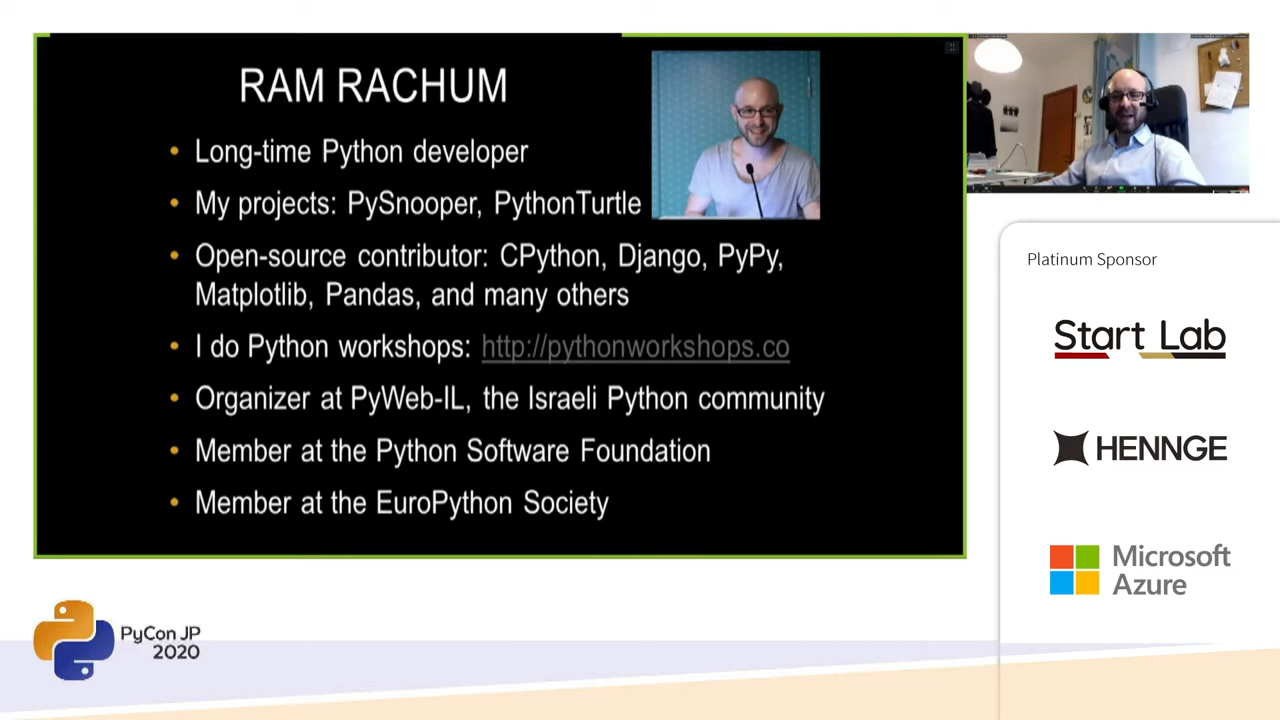 RAM RACHUM
• Long-time Python developer
• My projects: PySnooper, PythonTurtle
• Open-source contributor: CPython, Django, PyPy,
Matplotlib, Pandas, and many others
• I do Python workshops: http://pythonworkshops.co
• Organizer at PyWeb-IL, the Israeli Python community
• Member at the Python Software Foundation
• Member at the EuroPython Society
Platinum Sponsor
Start Lab
HENNGE
Microsoft
Azure
PyCon JP
2020